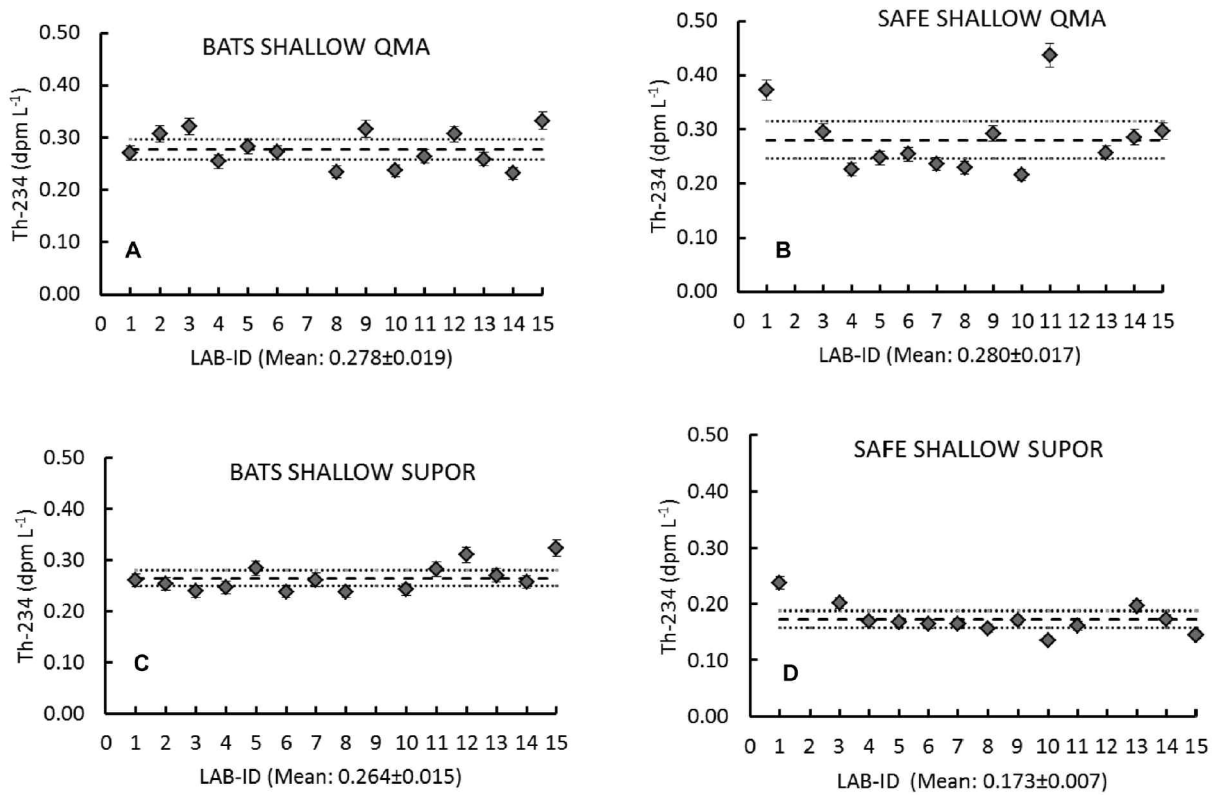 BATS SHALLOW QMA
Th-234 (dpm L⁻¹)
0.50
0.40
0.30
0.20
0.10
0.00
A
0 1 2 3 4 5 6 7 8 9 10 11 12 13 14 15
LAB-ID (Mean: 0.278±0.019)
SAFE SHALLOW QMA
Th-234 (dpm L⁻¹)
0.50
0.40
0.30
0.20
0.10
0.00
B
0 1 2 3 4 5 6 7 8 9 10 11 12 13 14 15
LAB-ID (Mean: 0.280±0.017)
BATS SHALLOW SUPOR
Th-234 (dpm L⁻¹)
0.50
0.40
0.30
0.20
0.10
0.00
C
0 1 2 3 4 5 6 7 8 9 10 11 12 13 14 15
LAB-ID (Mean: 0.264±0.015)
SAFE SHALLOW SUPOR
Th-234 (dpm L⁻¹)
0.50
0.40
0.30
0.20
0.10
0.00
D
0 1 2 3 4 5 6 7 8 9 10 11 12 13 14 15
LAB-ID (Mean: 0.173±0.007)